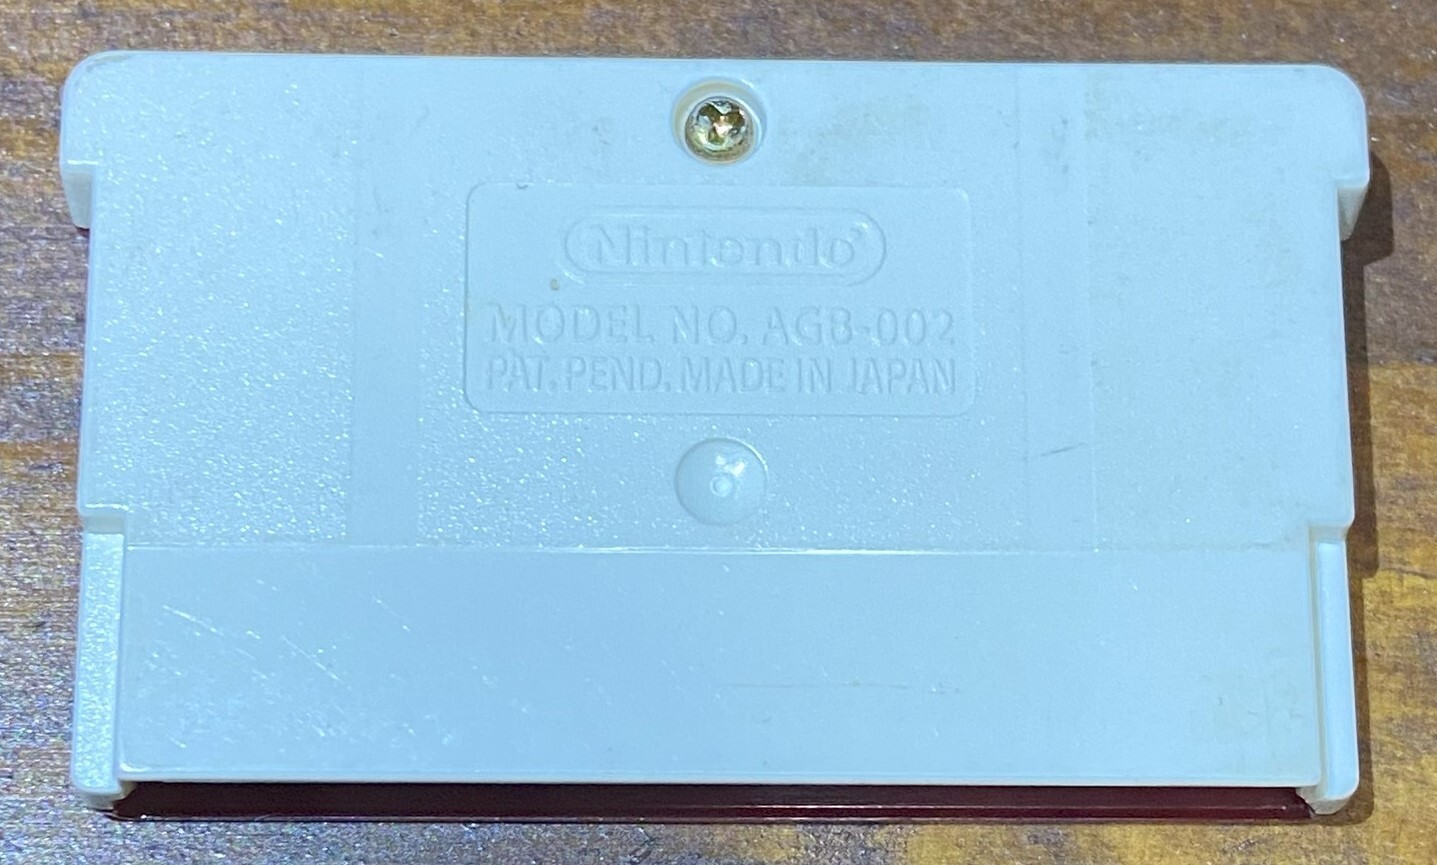 Nintendo®
MODEL NO. AGB-002
PAT. PEND. MADE IN JAPAN